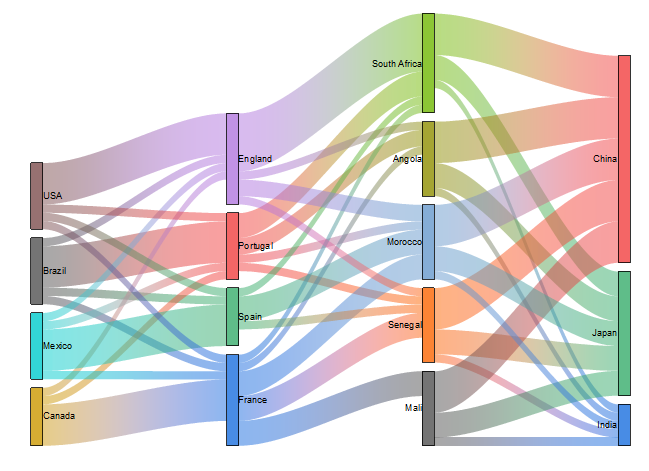 USA
Brazil
Mexico
Canada
England
Portugal
Spain
France
South Africa
Angola
Morocco
Senegal
Mali
China
Japan
India